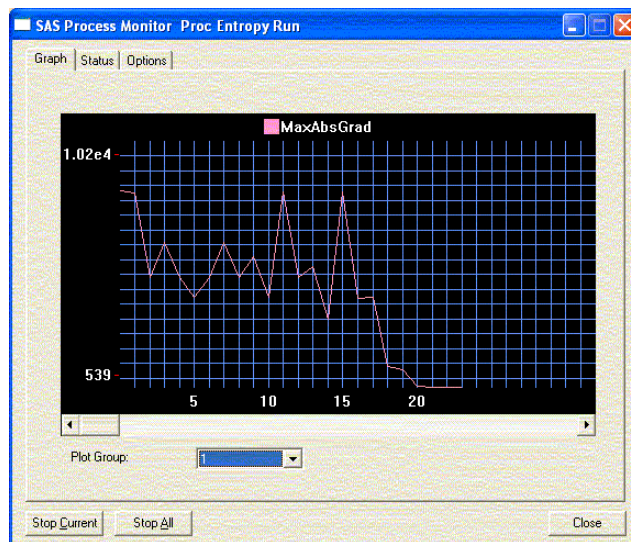 SAS Process Monitor Proc Entropy Run
Graph Status Options
MaxAbsGrad
1.02e4
539
5 10 15 20
Plot Group: 1
Stop Current Stop All Close